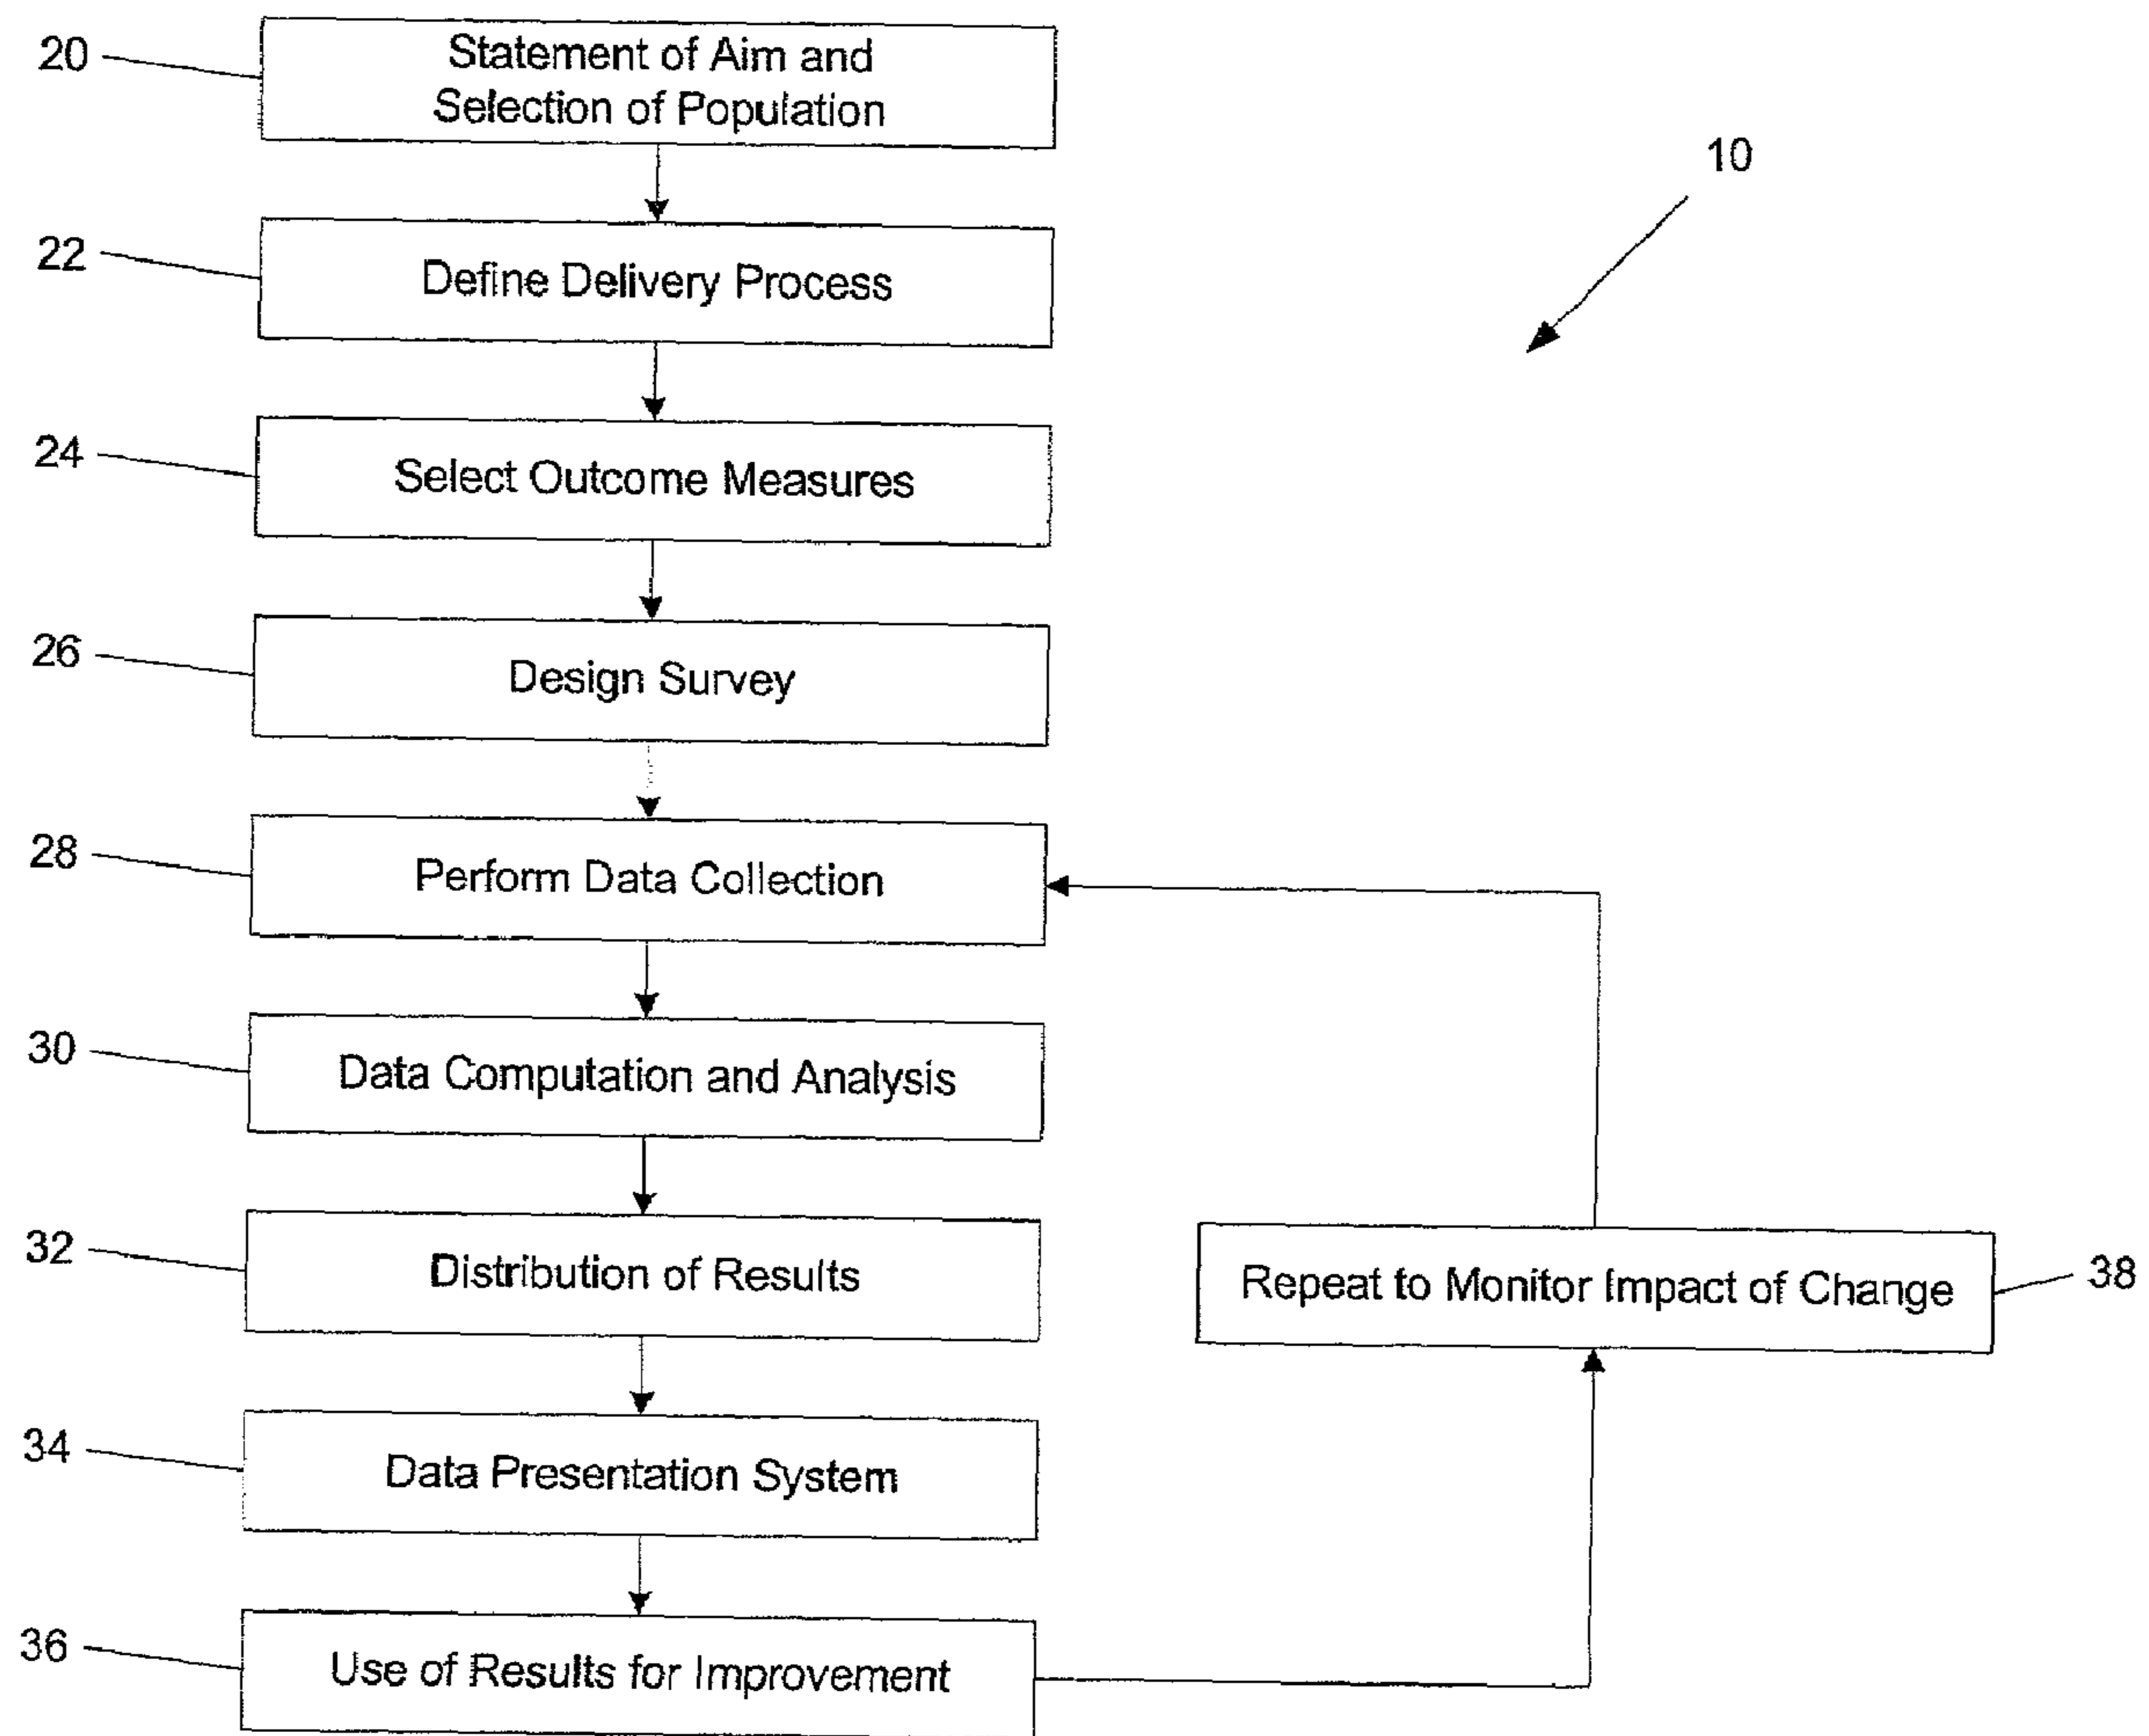 20
Statement of Aim and
Selection of Population
10
22
Define Delivery Process
24
Select Outcome Measures
26
Design Survey
28
Perform Data Collection
30
Data Computation and Analysis
32
Distribution of Results
Repeat to Monitor Impact of Change
38
34
Data Presentation System
36
Use of Results for Improvement